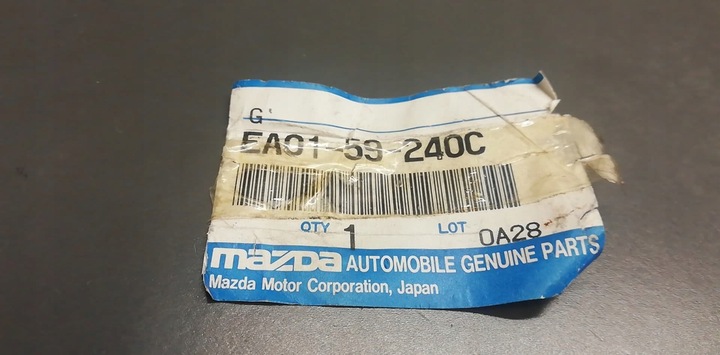 G
EA01-59-240C
QTY 1 LOT 0A28
mazda AUTOMOBILE GENUINE PARTS
Mazda Motor Corporation, Japan